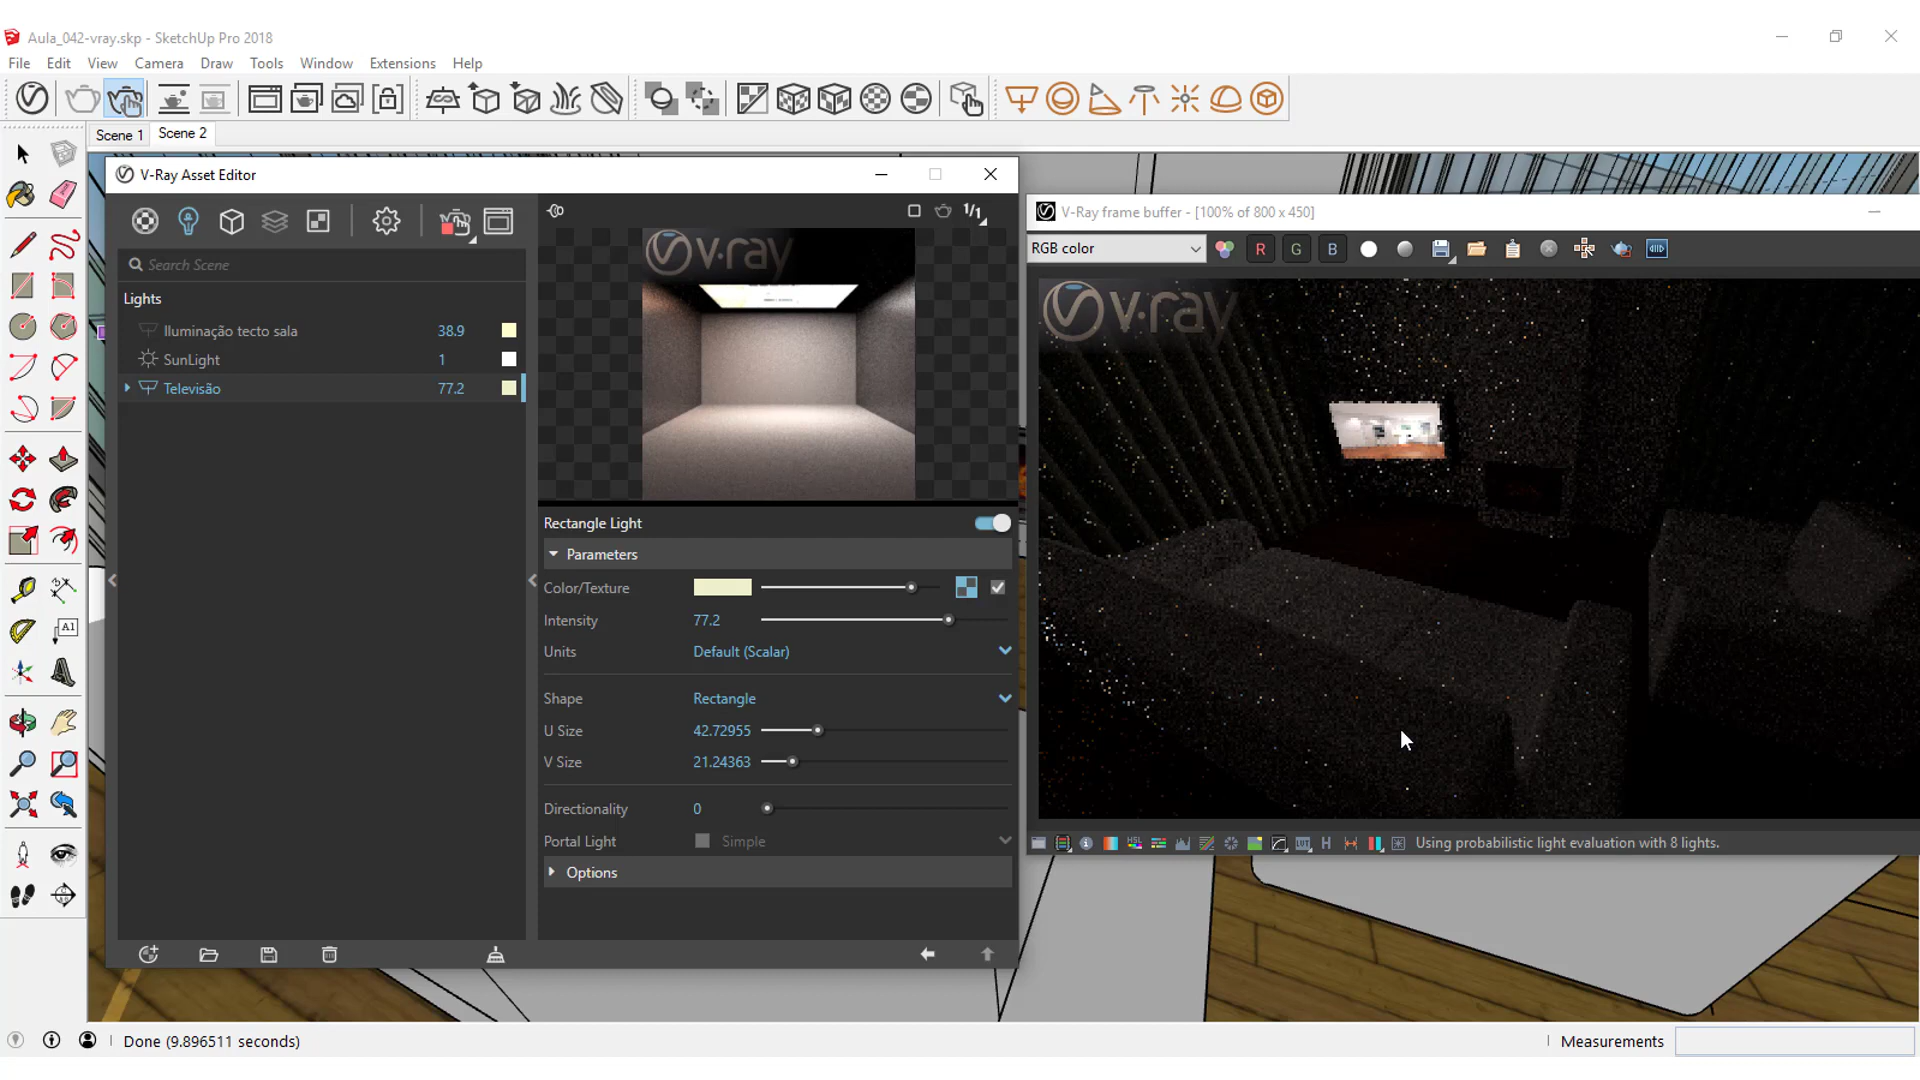 Aula_042-vray.skp - SketchUp Pro 2018
File Edit View Camera Draw Tools Window Extensions Help
Scene 1 Scene 2
V-Ray Asset Editor
Search Scene
Lights
Iluminação tecto sala 38.9
SunLight 1
Televisão 77.2
1/1
v·ray
Rectangle Light
Parameters
Color/Texture
Intensity 77.2
Units Default (Scalar)
Shape Rectangle
U Size 42.72955
V Size 21.24363
Directionality 0
Portal Light Simple
Options
V-Ray frame buffer - [100% of 800 x 450]
RGB color R G B
v·ray
HSL H Using probabilistic light evaluation with 8 lights.
A1
Done (9.896511 seconds)
Measurements